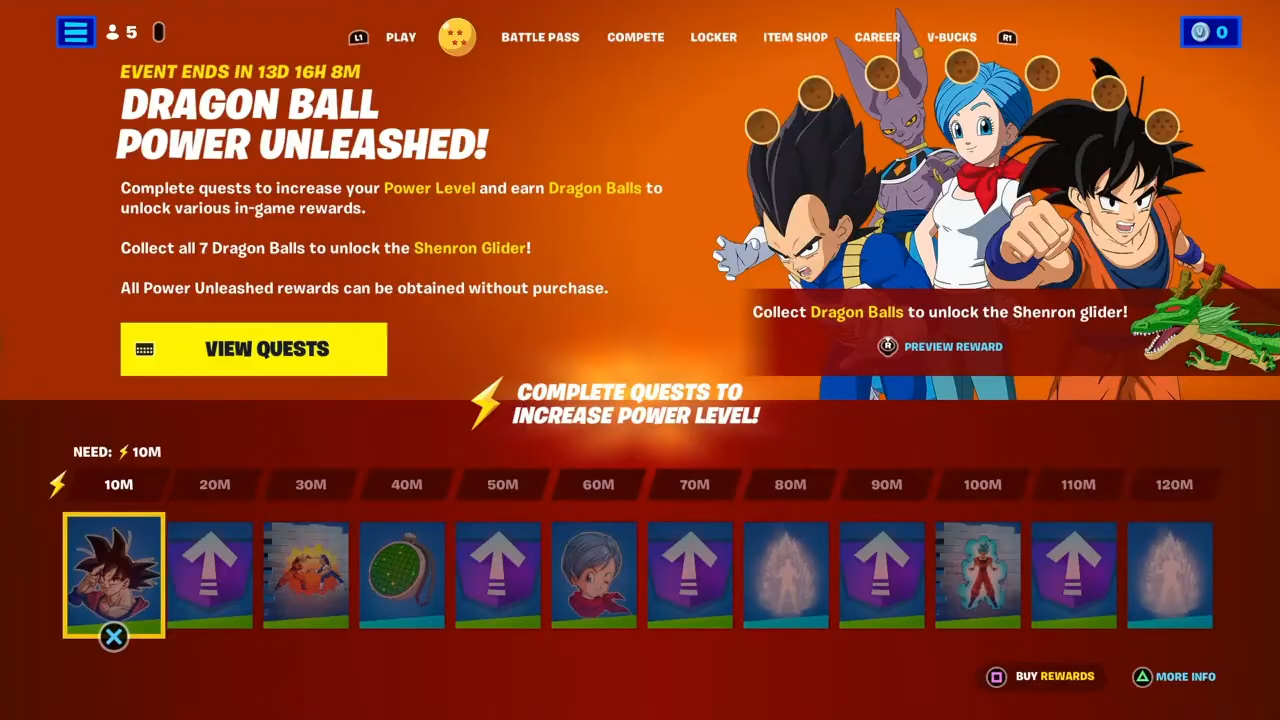 5
L1
PLAY
BATTLE PASS
COMPETE
LOCKER
ITEM SHOP
CAREER
V-BUCKS
R1
V
0
EVENT ENDS IN 13D 16H 8M
DRAGON BALL
POWER UNLEASHED!
Complete quests to increase your Power Level and earn Dragon Balls to
unlock various in-game rewards.
Collect all 7 Dragon Balls to unlock the Shenron Glider!
All Power Unleashed rewards can be obtained without purchase.
VIEW QUESTS
Collect Dragon Balls to unlock the Shenron glider!
R
PREVIEW REWARD
COMPLETE QUESTS TO
INCREASE POWER LEVEL!
NEED: 10M
10M
20M
30M
40M
50M
60M
70M
80M
90M
100M
110M
120M
BUY REWARDS
MORE INFO